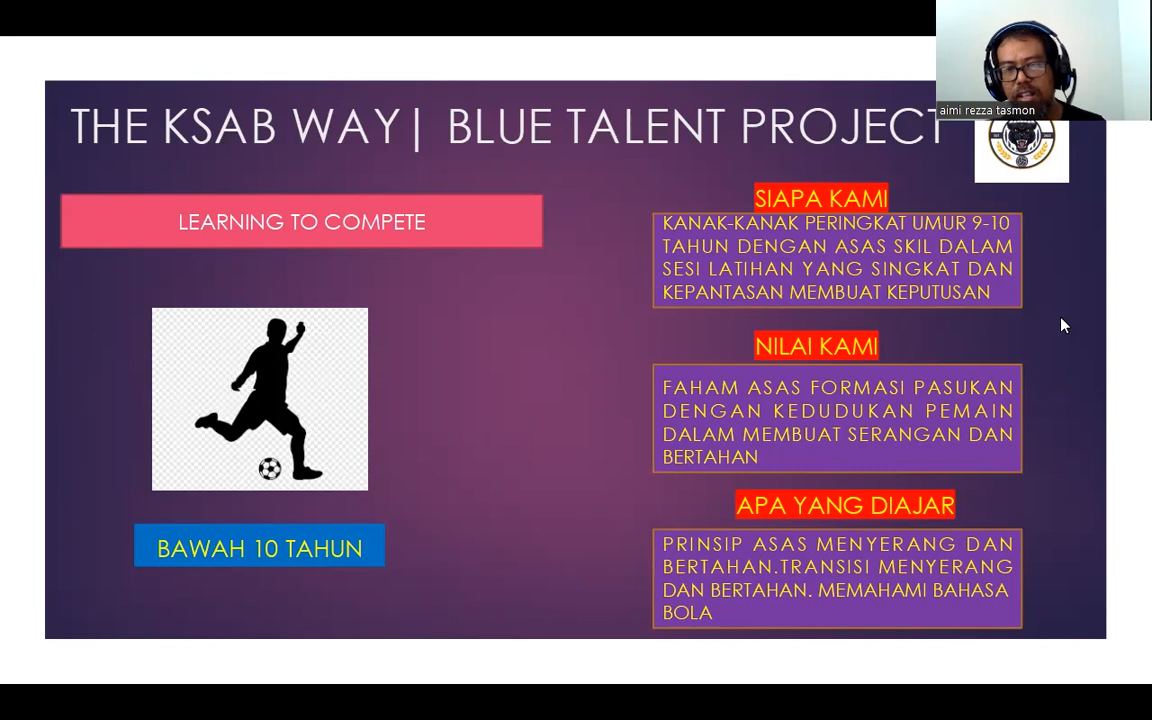 THE KSAB WAY| BLUE TALENT PROJECT
aimi rezza tasmon
LEARNING TO COMPETE
BAWAH 10 TAHUN
SIAPA KAMI
KANAK-KANAK PERINGKAT UMUR 9-10
TAHUN DENGAN ASAS SKIL DALAM
SESI LATIHAN YANG SINGKAT DAN
KEPANTASAN MEMBUAT KEPUTUSAN
NILAI KAMI
FAHAM ASAS FORMASI PASUKAN
DENGAN KEDUDUKAN PEMAIN
DALAM MEMBUAT SERANGAN DAN
BERTAHAN
APA YANG DIAJAR
PRINSIP ASAS MENYERANG DAN
BERTAHAN.TRANSISI MENYERANG
DAN BERTAHAN. MEMAHAMI BAHASA
BOLA